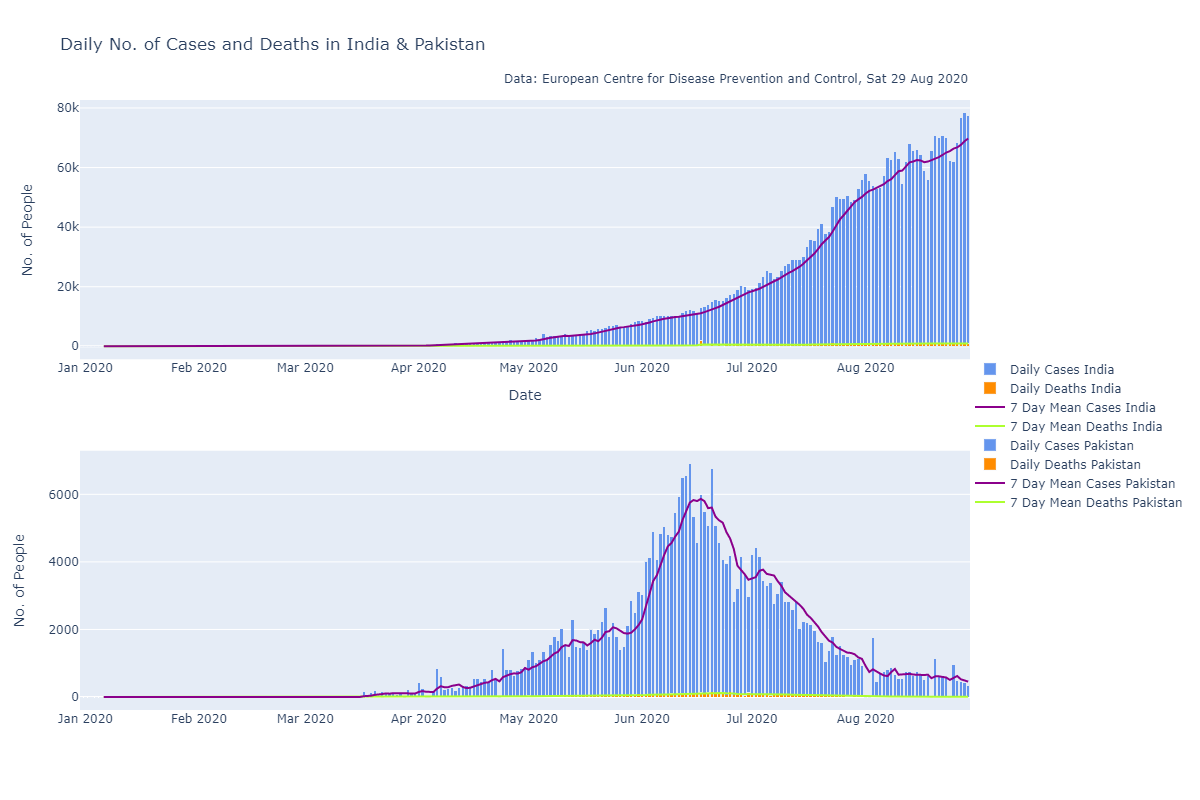 Daily No. of Cases and Deaths in India & Pakistan
Data: European Centre for Disease Prevention and Control, Sat 29 Aug 2020
80k
60k
40k
20k
0
No. of People
Jan 2020 Feb 2020 Mar 2020 Apr 2020 May 2020 Jun 2020 Jul 2020 Aug 2020
Date
Daily Cases India
Daily Deaths India
7 Day Mean Cases India
7 Day Mean Deaths India
Daily Cases Pakistan
Daily Deaths Pakistan
7 Day Mean Cases Pakistan
7 Day Mean Deaths Pakistan
6000
4000
2000
0
No. of People
Jan 2020 Feb 2020 Mar 2020 Apr 2020 May 2020 Jun 2020 Jul 2020 Aug 2020